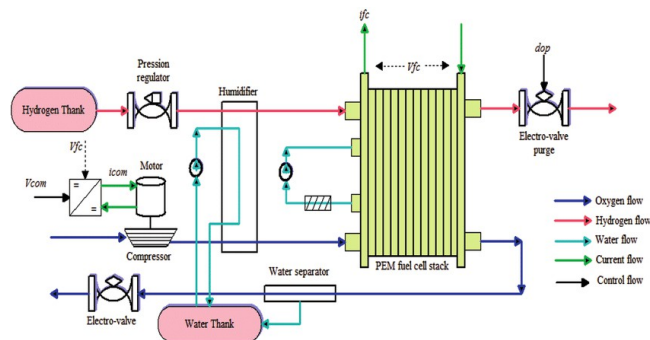 ifc
dop
Pression
regulator
Humidifier
Vfc
Hydrogen Thank
Electro-valve
purge
Vfc
Motor
Vcom
icom
=
=
Oxygen flow
Hydrogen flow
Water flow
Current flow
Control flow
Compressor
PEM fuel cell stack
Water separator
Electro-valve
Water Thank